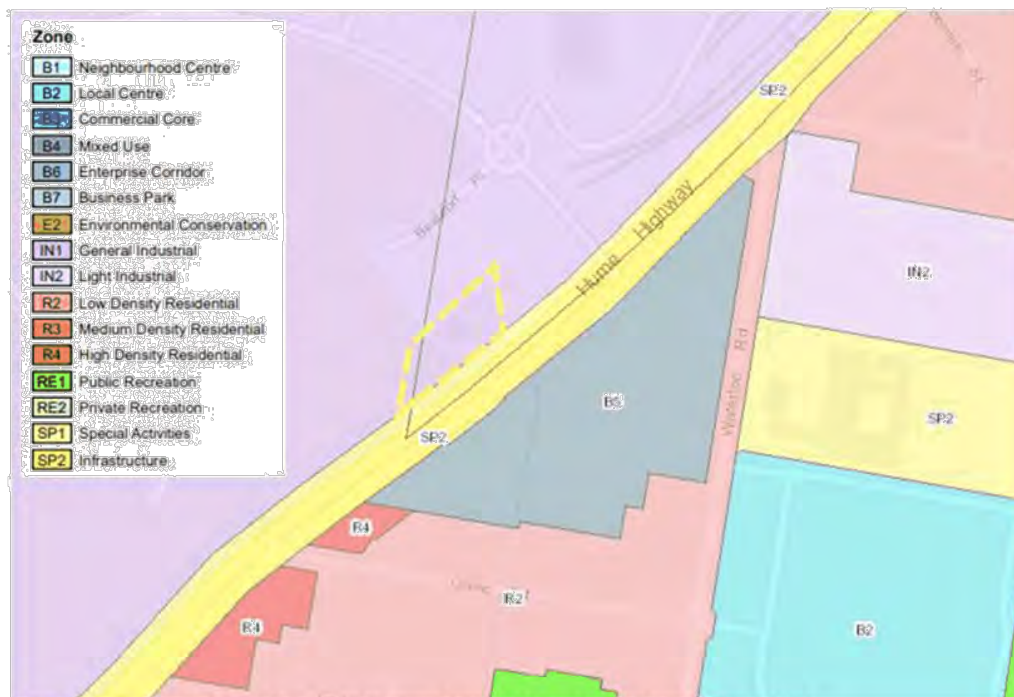 Zone
B1 Neighbourhood Centre
B2 Local Centre
B3 Commercial Core
B4 Mixed Use
B6 Enterprise Corridor
B7 Business Park
E2 Environmental Conservation
IN1 General Industrial
IN2 Light Industrial
R2 Low Density Residential
R3 Medium Density Residential
R4 High Density Residential
RE1 Public Recreation
RE2 Private Recreation
SP1 Special Activities
SP2 Infrastructure
SP2
Hume Highway
IN2
Waterloo Rd
SP2
SP2
R4
R2
R4
B2